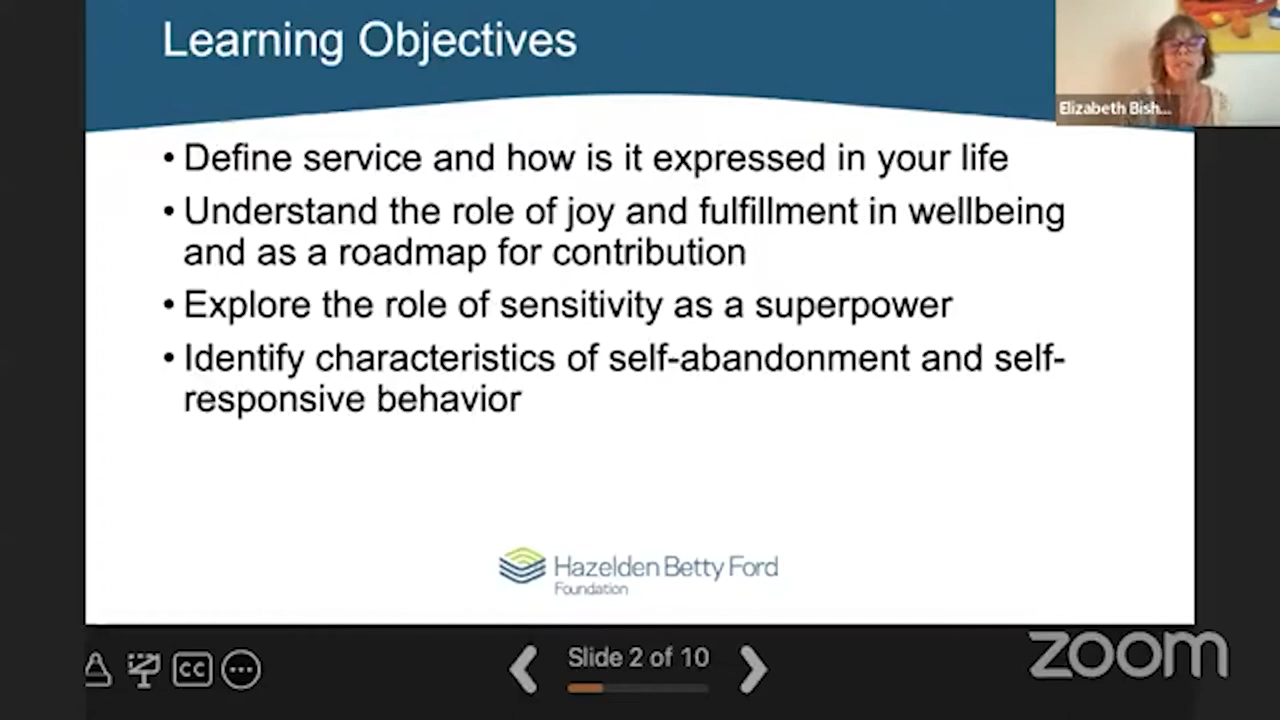 Learning Objectives
Elizabeth Bish...
• Define service and how is it expressed in your life
• Understand the role of joy and fulfillment in wellbeing
and as a roadmap for contribution
• Explore the role of sensitivity as a superpower
• Identify characteristics of self-abandonment and self-
responsive behavior
Hazelden Betty Ford
Foundation
CC
Slide 2 of 10
zoom